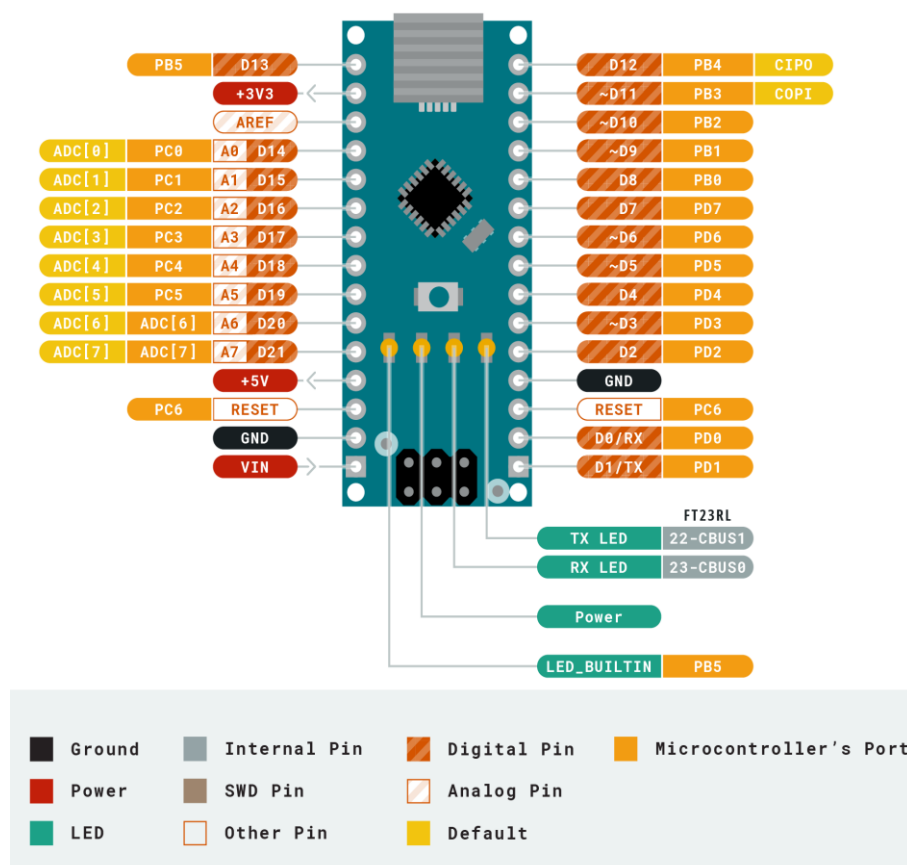 PB5 D13 D12 PB4 CIPO
+3V3 ~D11 PB3 COPI
AREF ~D10 PB2
ADC[0] PC0 A0 D14 ~D9 PB1
ADC[1] PC1 A1 D15 D8 PB0
ADC[2] PC2 A2 D16 D7 PD7
ADC[3] PC3 A3 D17 ~D6 PD6
ADC[4] PC4 A4 D18 ~D5 PD5
ADC[5] PC5 A5 D19 D4 PD4
ADC[6] ADC[6] A6 D20 ~D3 PD3
ADC[7] ADC[7] A7 D21 D2 PD2
+5V GND
PC6 RESET RESET PC6
GND D0/RX PD0
VIN D1/TX PD1
FT23RL
TX LED 22-CBUS1
RX LED 23-CBUS0
Power
LED_BUILTIN PB5
Ground Internal Pin Digital Pin Microcontroller's Port
Power SWD Pin Analog Pin
LED Other Pin Default